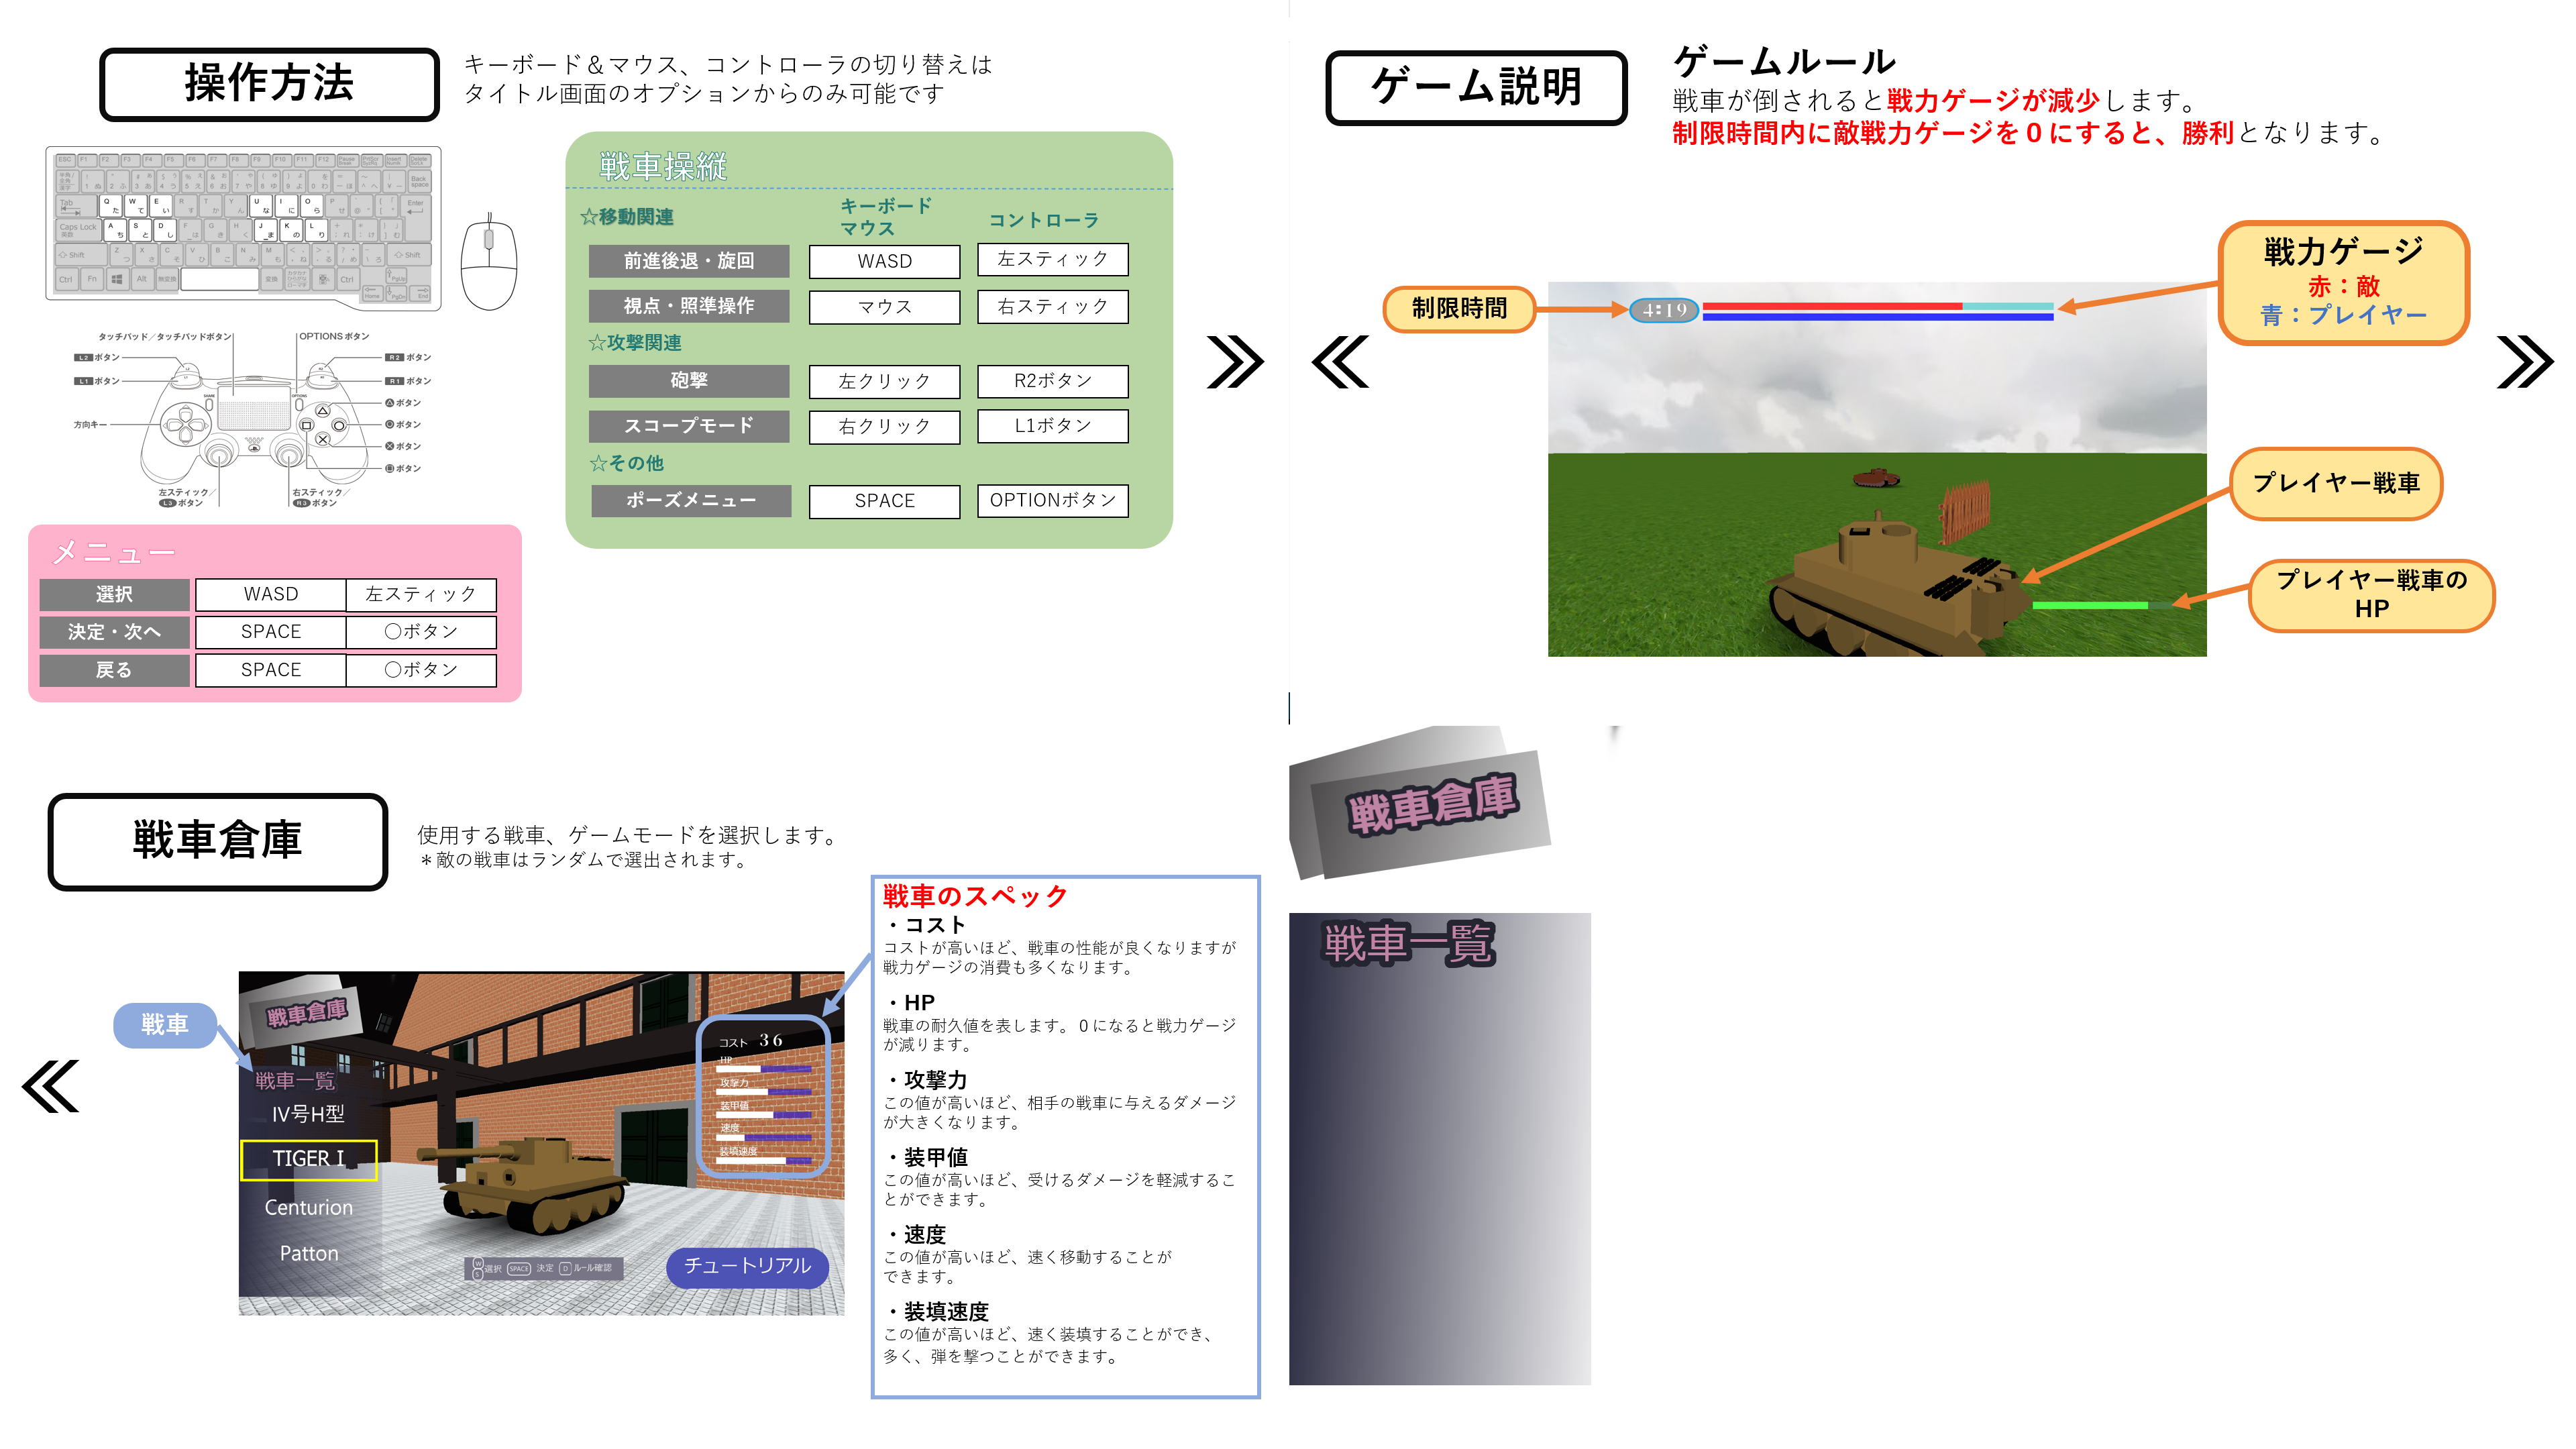 操作方法
キーボード＆マウス、コントローラの切り替えは
タイトル画面のオプションからのみ可能です
タッチパッド／タッチパッドボタン
OPTIONSボタン
L2 ボタン
R2 ボタン
L1 ボタン
R1 ボタン
SHARE
OPTIONS
△ボタン
方向キー
○ボタン
×ボタン
□ボタン
左スティック／
L3 ボタン
右スティック／
R3 ボタン
戦車操縦
☆移動関連
キーボード
マウス
コントローラ
前進後退・旋回
WASD
左スティック
視点・照準操作
マウス
右スティック
☆攻撃関連
砲撃
左クリック
R2ボタン
スコープモード
右クリック
L1ボタン
☆その他
ポーズメニュー
SPACE
OPTIONボタン
メニュー
選択
WASD
左スティック
決定・次へ
SPACE
○ボタン
戻る
SPACE
○ボタン
ゲーム説明
ゲームルール
戦車が倒されると戦力ゲージが減少します。
制限時間内に敵戦力ゲージを０にすると、勝利となります。
制限時間
4:19
戦力ゲージ
赤：敵
青：プレイヤー
プレイヤー戦車
プレイヤー戦車の
HP
戦車倉庫
使用する戦車、ゲームモードを選択します。
＊敵の戦車はランダムで選出されます。
戦車
戦車倉庫
戦車一覧
Ⅳ号H型
TIGER I
Centurion
Patton
コスト 36
HP
攻撃力
装甲値
速度
装填速度
W
S
選択
SPACE
決定
D
ルール確認
チュートリアル
戦車のスペック
・コスト
コストが高いほど、戦車の性能が良くなりますが
戦力ゲージの消費も多くなります。
・HP
戦車の耐久値を表します。０になると戦力ゲージ
が減ります。
・攻撃力
この値が高いほど、相手の戦車に与えるダメージ
が大きくなります。
・装甲値
この値が高いほど、受けるダメージを軽減するこ
とができます。
・速度
この値が高いほど、速く移動することが
できます。
・装填速度
この値が高いほど、速く装填することができ、
多く、弾を撃つことができます。
戦車倉庫
戦車一覧